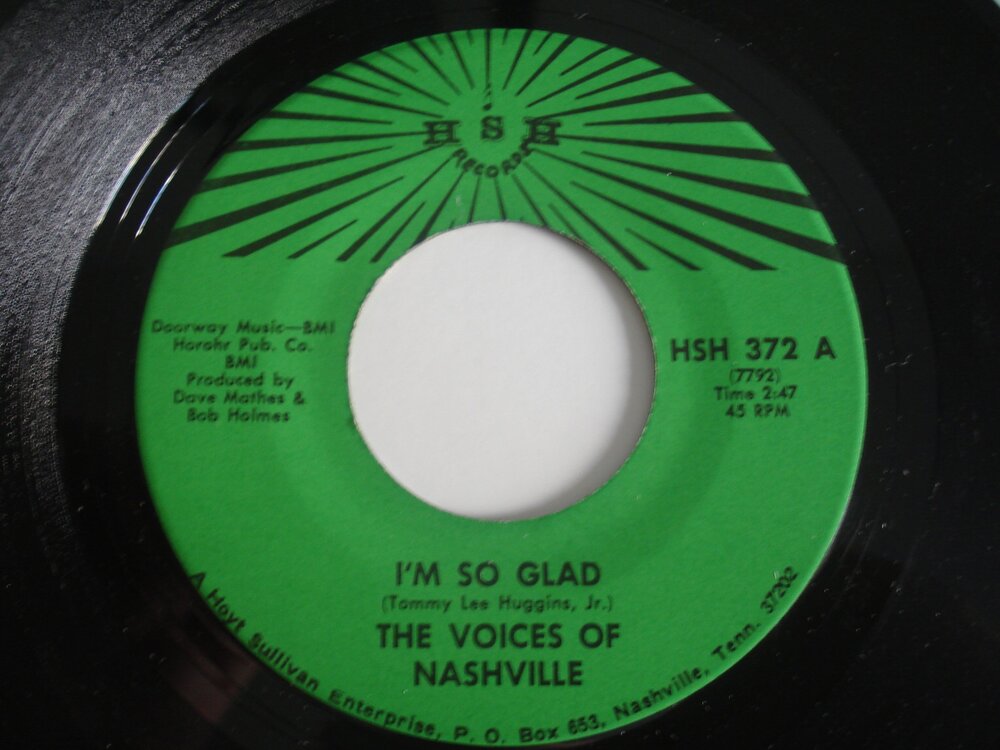 HSH
RECORDS
Doorway Music—BMI
Horohr Pub. Co.
BMI
Produced by
Dave Mathes &
Bob Holmes
HSH 372 A
(7792)
Time 2:47
45 RPM
I'M SO GLAD
(Tommy Lee Huggins, Jr.)
THE VOICES OF
NASHVILLE
A Hoyt Sullivan Enterprise, P. O. Box 653, Nashville, Tenn. 37202